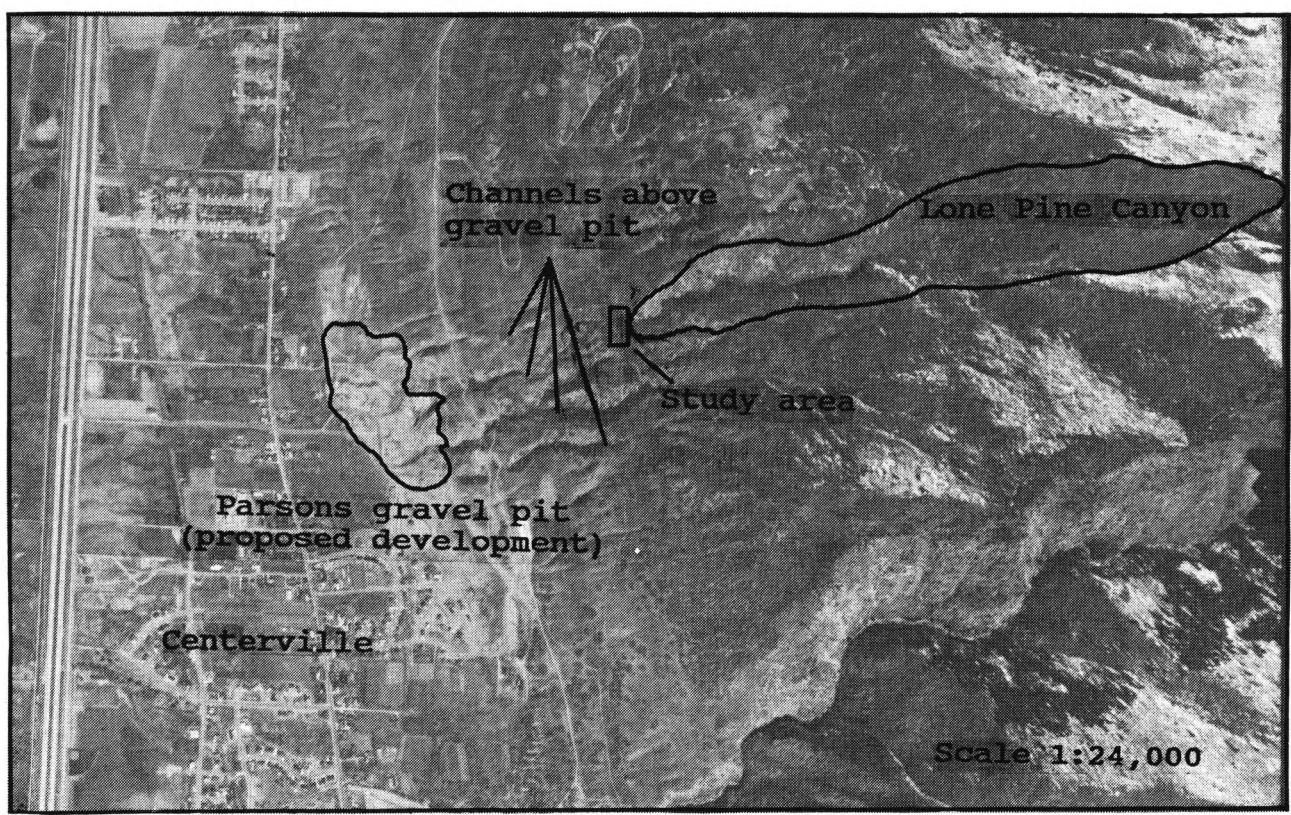 Channels above
gravel pit
Lone Pine Canyon
Study area
Parsons gravel pit
(proposed development)
Centerville
Scale 1:24,000